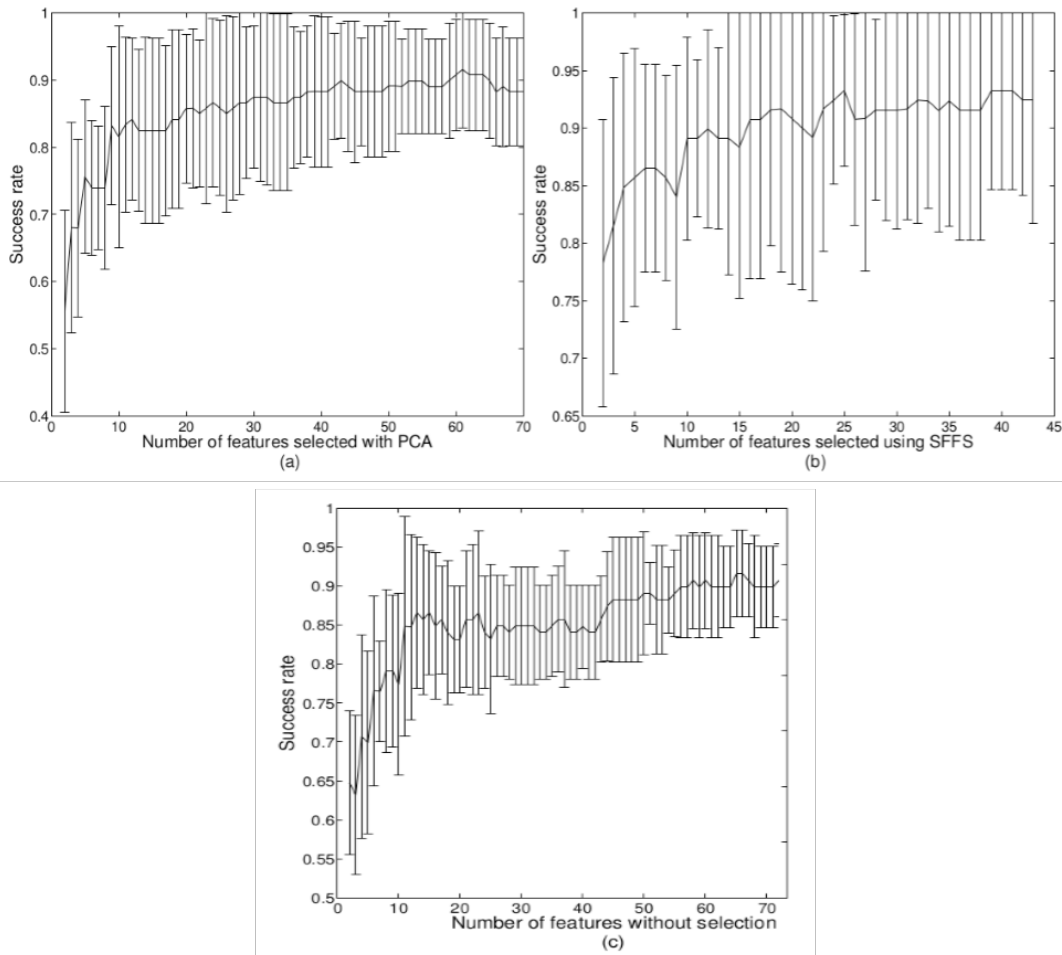 1
0.9
0.8
0.7
0.6
0.5
0.4
Success rate
0 10 20 30 40 50 60 70
Number of features selected with PCA
(a)
1
0.95
0.9
0.85
0.8
0.75
0.7
0.65
Success rate
0 5 10 15 20 25 30 35 40 45
Number of features selected using SFFS
(b)
1
0.95
0.9
0.85
0.8
0.75
0.7
0.65
0.6
0.55
0.5
Success rate
0 10 20 30 40 50 60 70
Number of features without selection
(c)